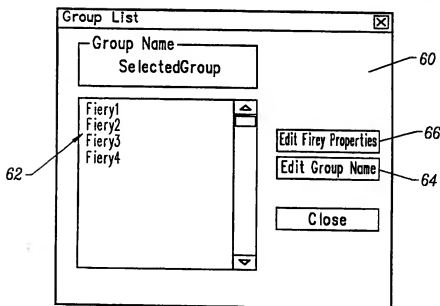 Group List
Group Name
SelectedGroup
60
Fiery1
Fiery2
Fiery3
Fiery4
62
Edit Firey Properties
66
Edit Group Name
64
Close